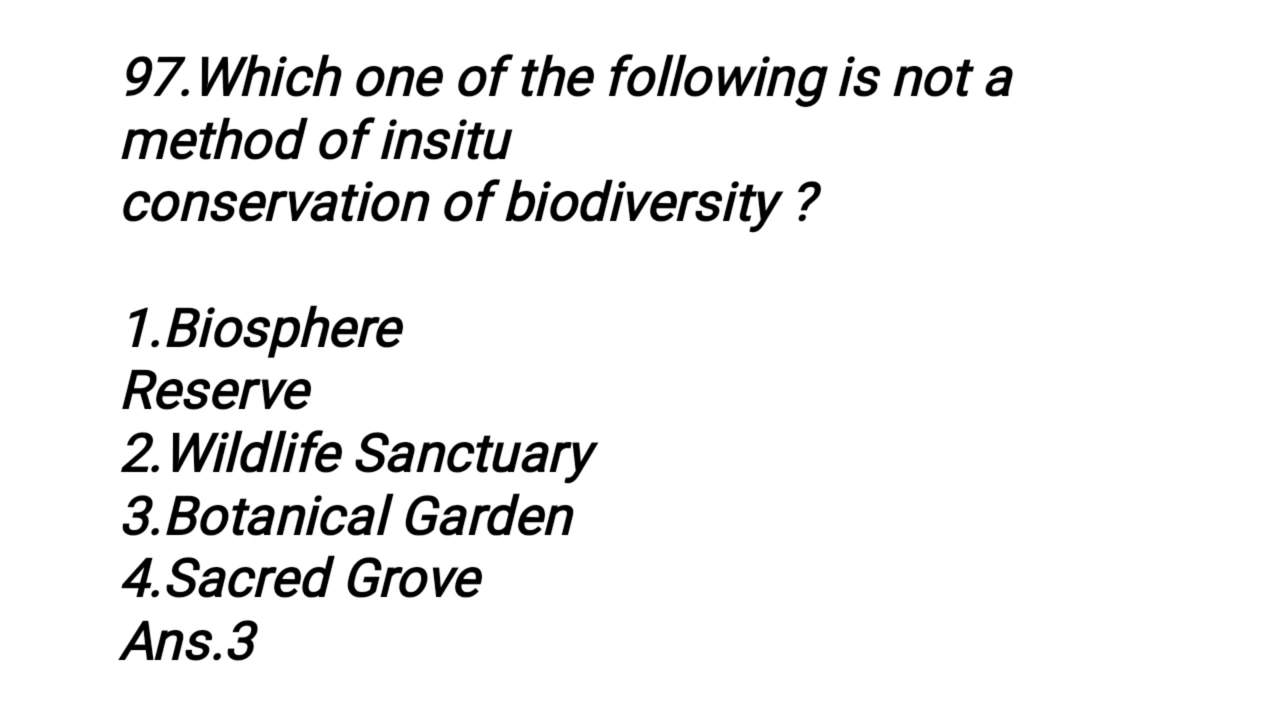 97.Which one of the following is not a
method of insitu
conservation of biodiversity ?
1.Biosphere
Reserve
2.Wildlife Sanctuary
3.Botanical Garden
4.Sacred Grove
Ans.3